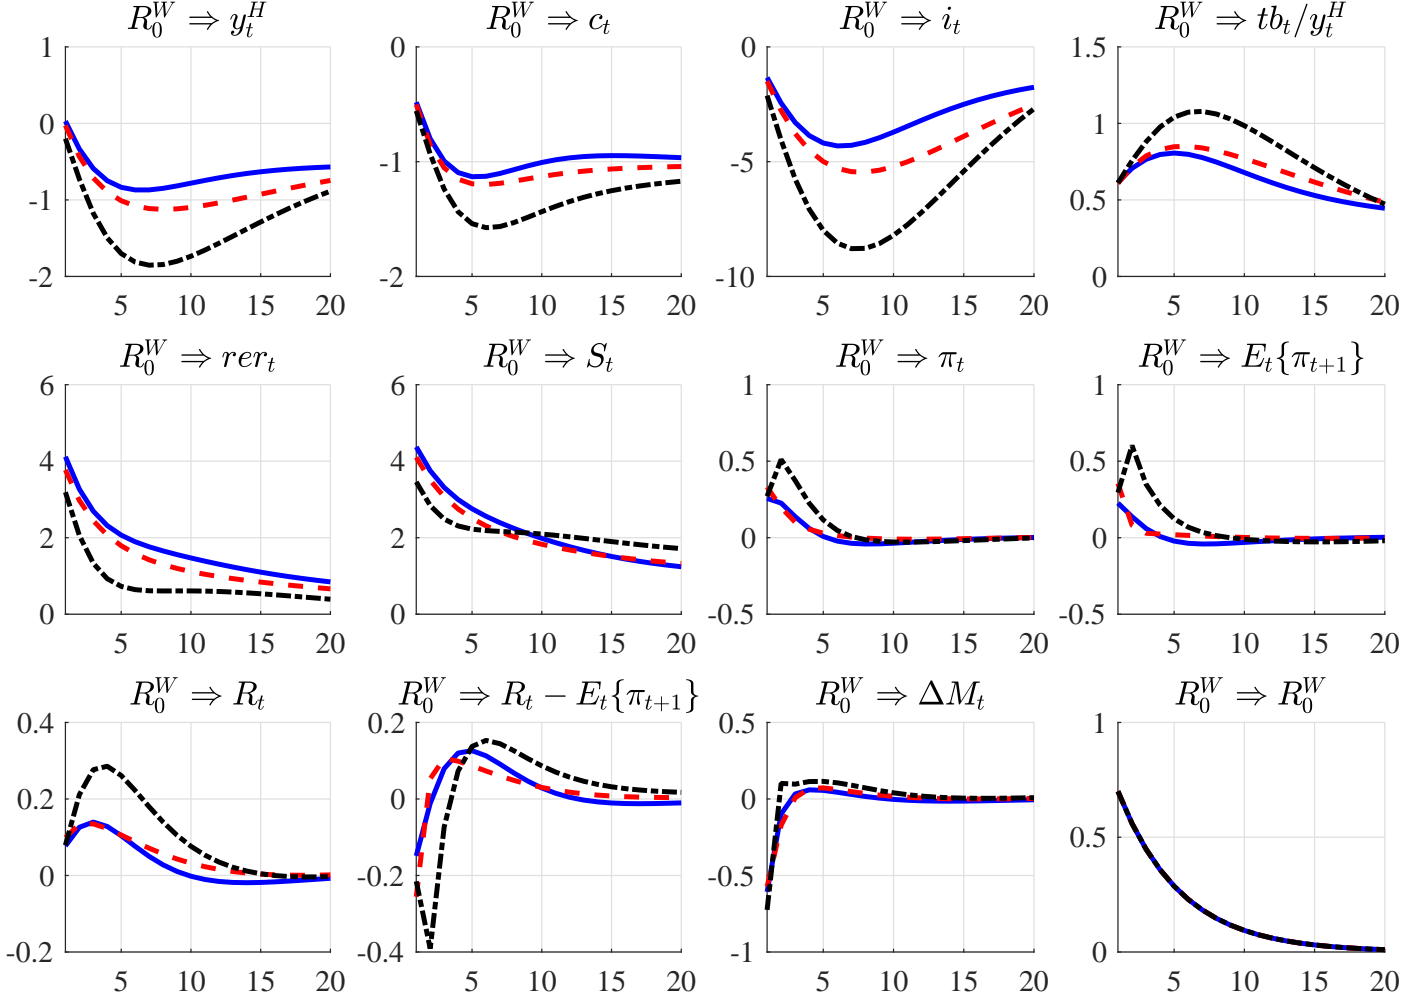 R_0^W ⇒ y_t^H
R_0^W ⇒ c_t
R_0^W ⇒ i_t
R_0^W ⇒ tb_t/y_t^H
1
0
-1
-2
5 10 15 20
0
-1
-2
5 10 15 20
0
-5
-10
5 10 15 20
1.5
1
0.5
0
5 10 15 20
R_0^W ⇒ rer_t
R_0^W ⇒ S_t
R_0^W ⇒ π_t
R_0^W ⇒ E_t{π_{t+1}}
6
4
2
0
5 10 15 20
6
4
2
0
5 10 15 20
1
0.5
0
-0.5
5 10 15 20
1
0.5
0
-0.5
5 10 15 20
R_0^W ⇒ R_t
R_0^W ⇒ R_t − E_t{π_{t+1}}
R_0^W ⇒ ΔM_t
R_0^W ⇒ R_0^W
0.4
0.2
0
-0.2
5 10 15 20
0.2
0
-0.2
-0.4
5 10 15 20
0.5
0
-0.5
-1
5 10 15 20
1
0.5
0
5 10 15 20